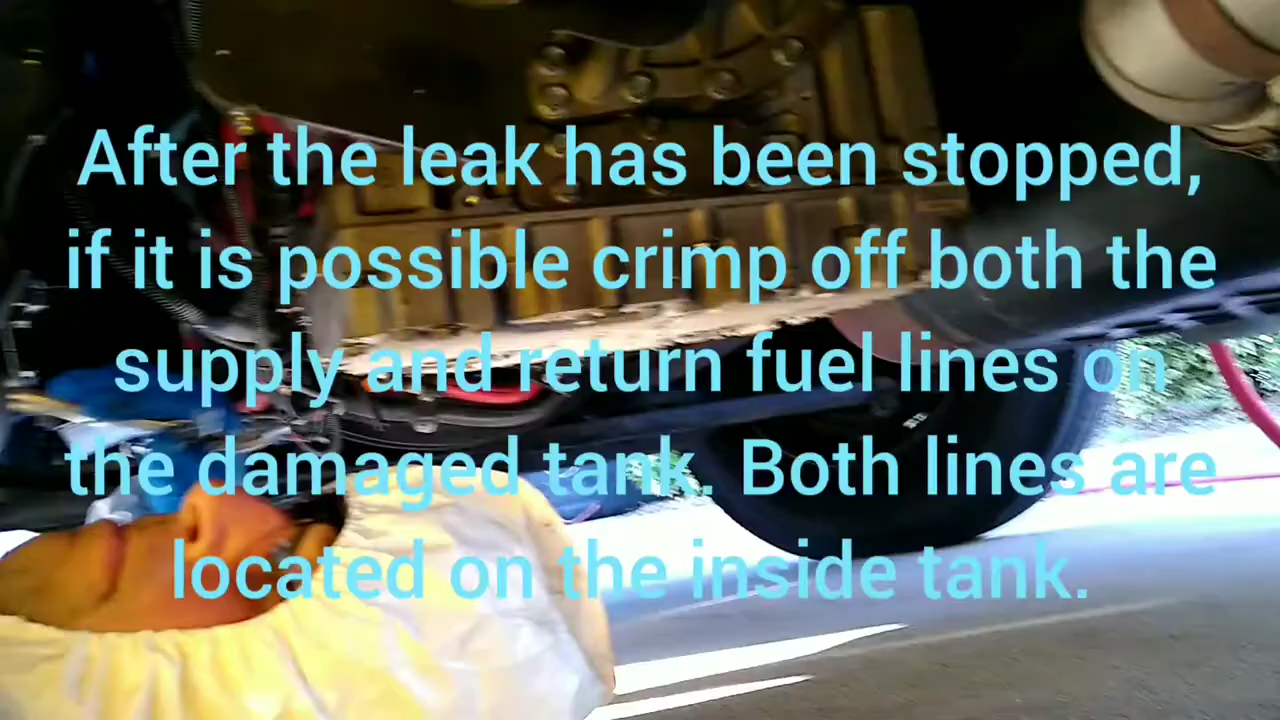 After the leak has been stopped,
if it is possible crimp off both the
supply and return fuel lines on
the damaged tank. Both lines are
located on the inside tank.